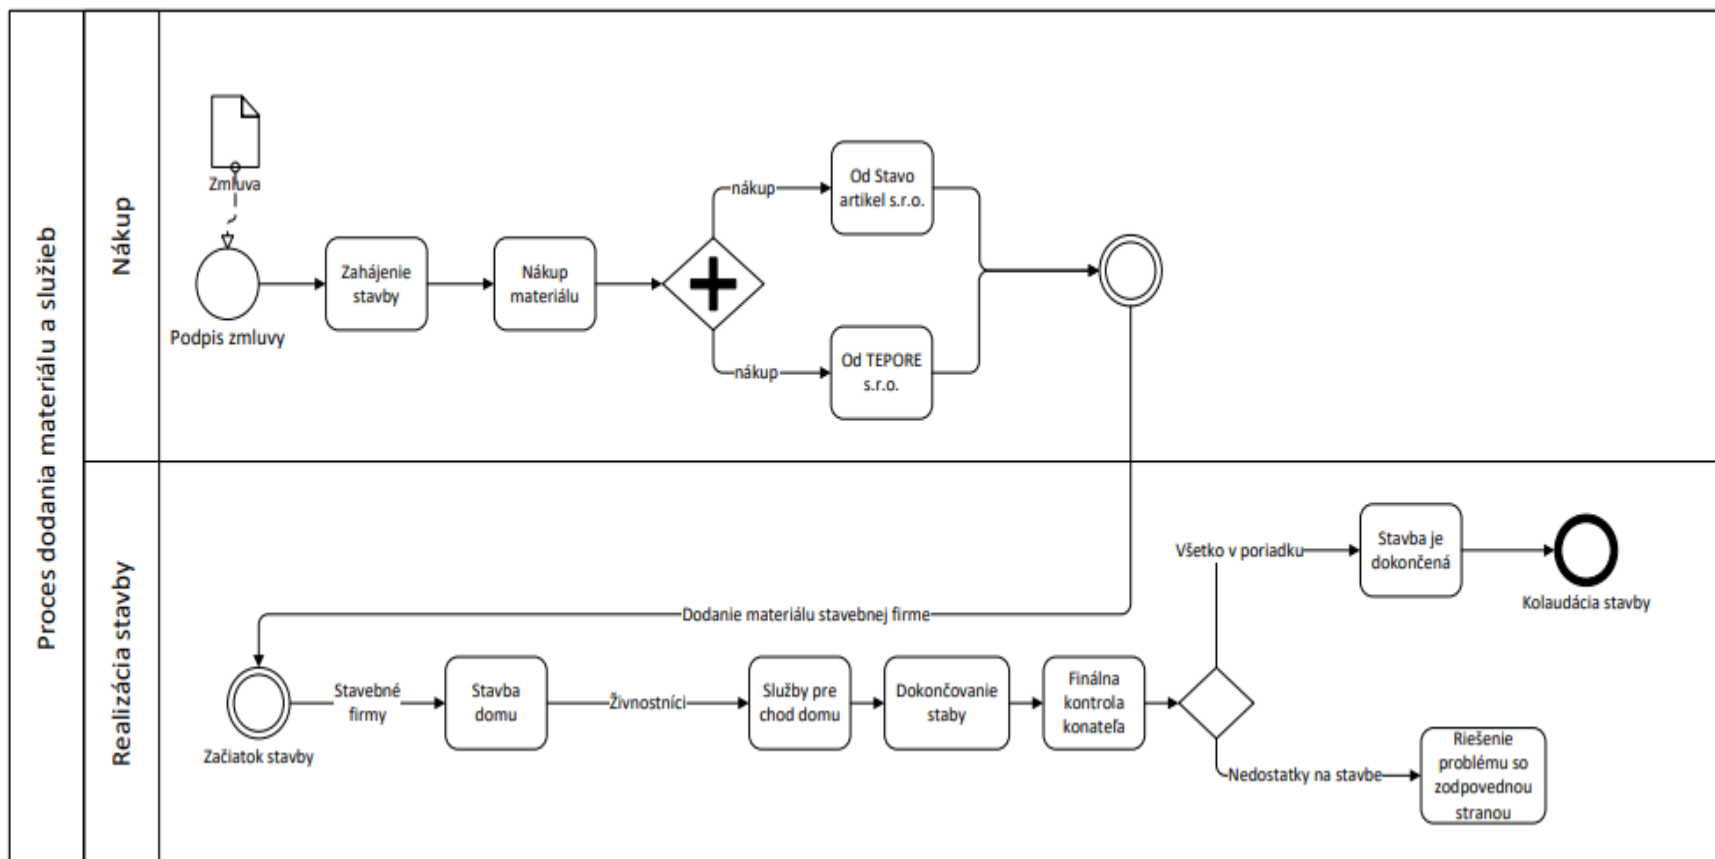 Proces dodania materiálu a služieb
Nákup
Zmluva
Podpis zmluvy
Zahájenie
stavby
Nákup
materiálu
nákup
Od Stavo
artikel s.r.o.
nákup
Od TEPORE
s.r.o.
Realizácia stavby
Dodanie materiálu stavebnej firme
Začiatok stavby
Stavebné
firmy
Stavba
domu
Živnostníci
Služby pre
chod domu
Dokončovanie
staby
Finálna
kontrola
konateľa
Všetko v poriadku
Stavba je
dokončená
Kolaudácia stavby
Nedostatky na stavbe
Riešenie
problému so
zodpovednou
stranou